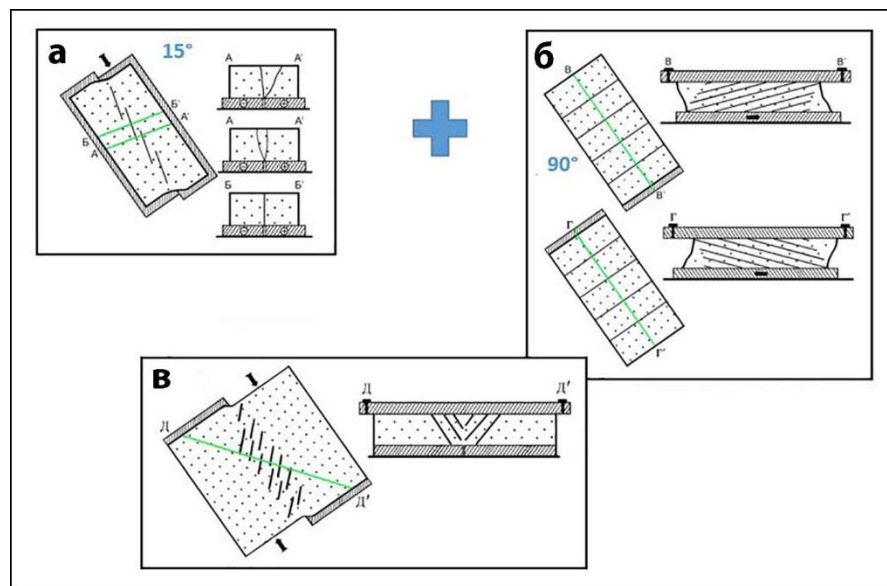 а
15°
А А'
Б'
А'
Б
А
А А'
Б Б'
б
В
В'
90°
В В'
Г
Г'
Г Г'
в
Д
Д'
Д Д'